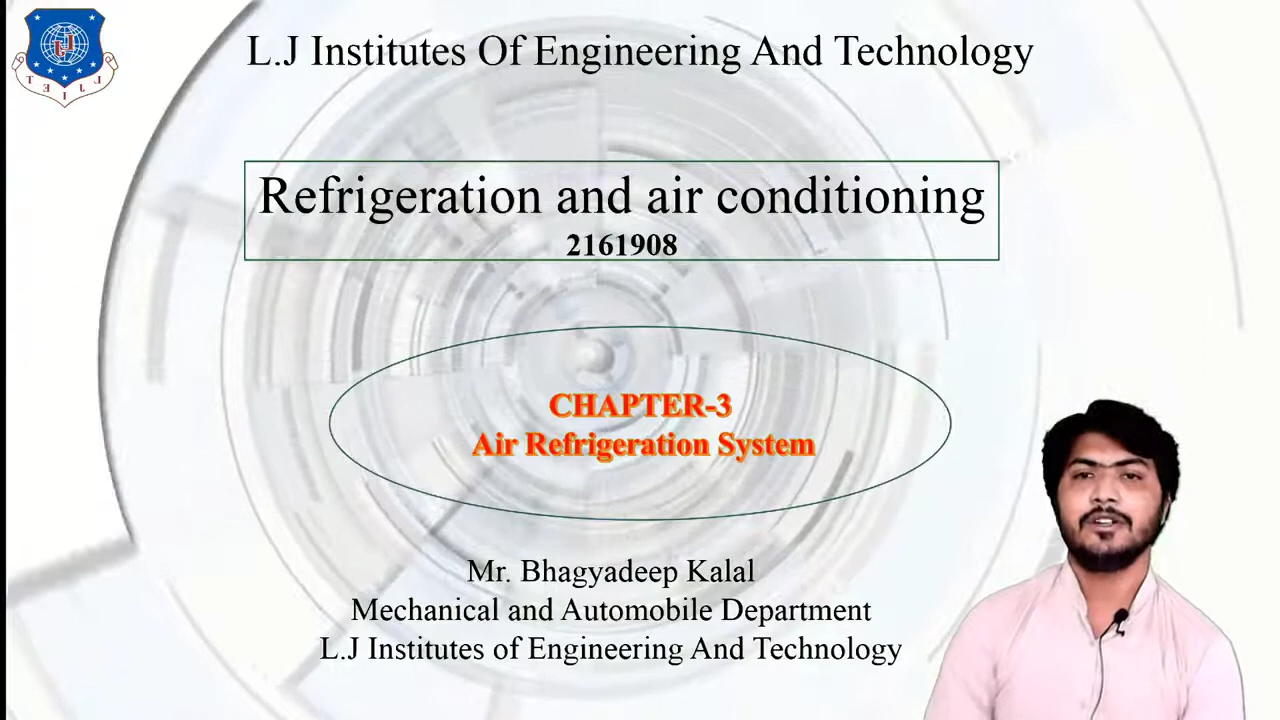 L.J Institutes Of Engineering And Technology
Refrigeration and air conditioning
2161908
CHAPTER-3
Air Refrigeration System
Mr. Bhagyadeep Kalal
Mechanical and Automobile Department
L.J Institutes of Engineering And Technology